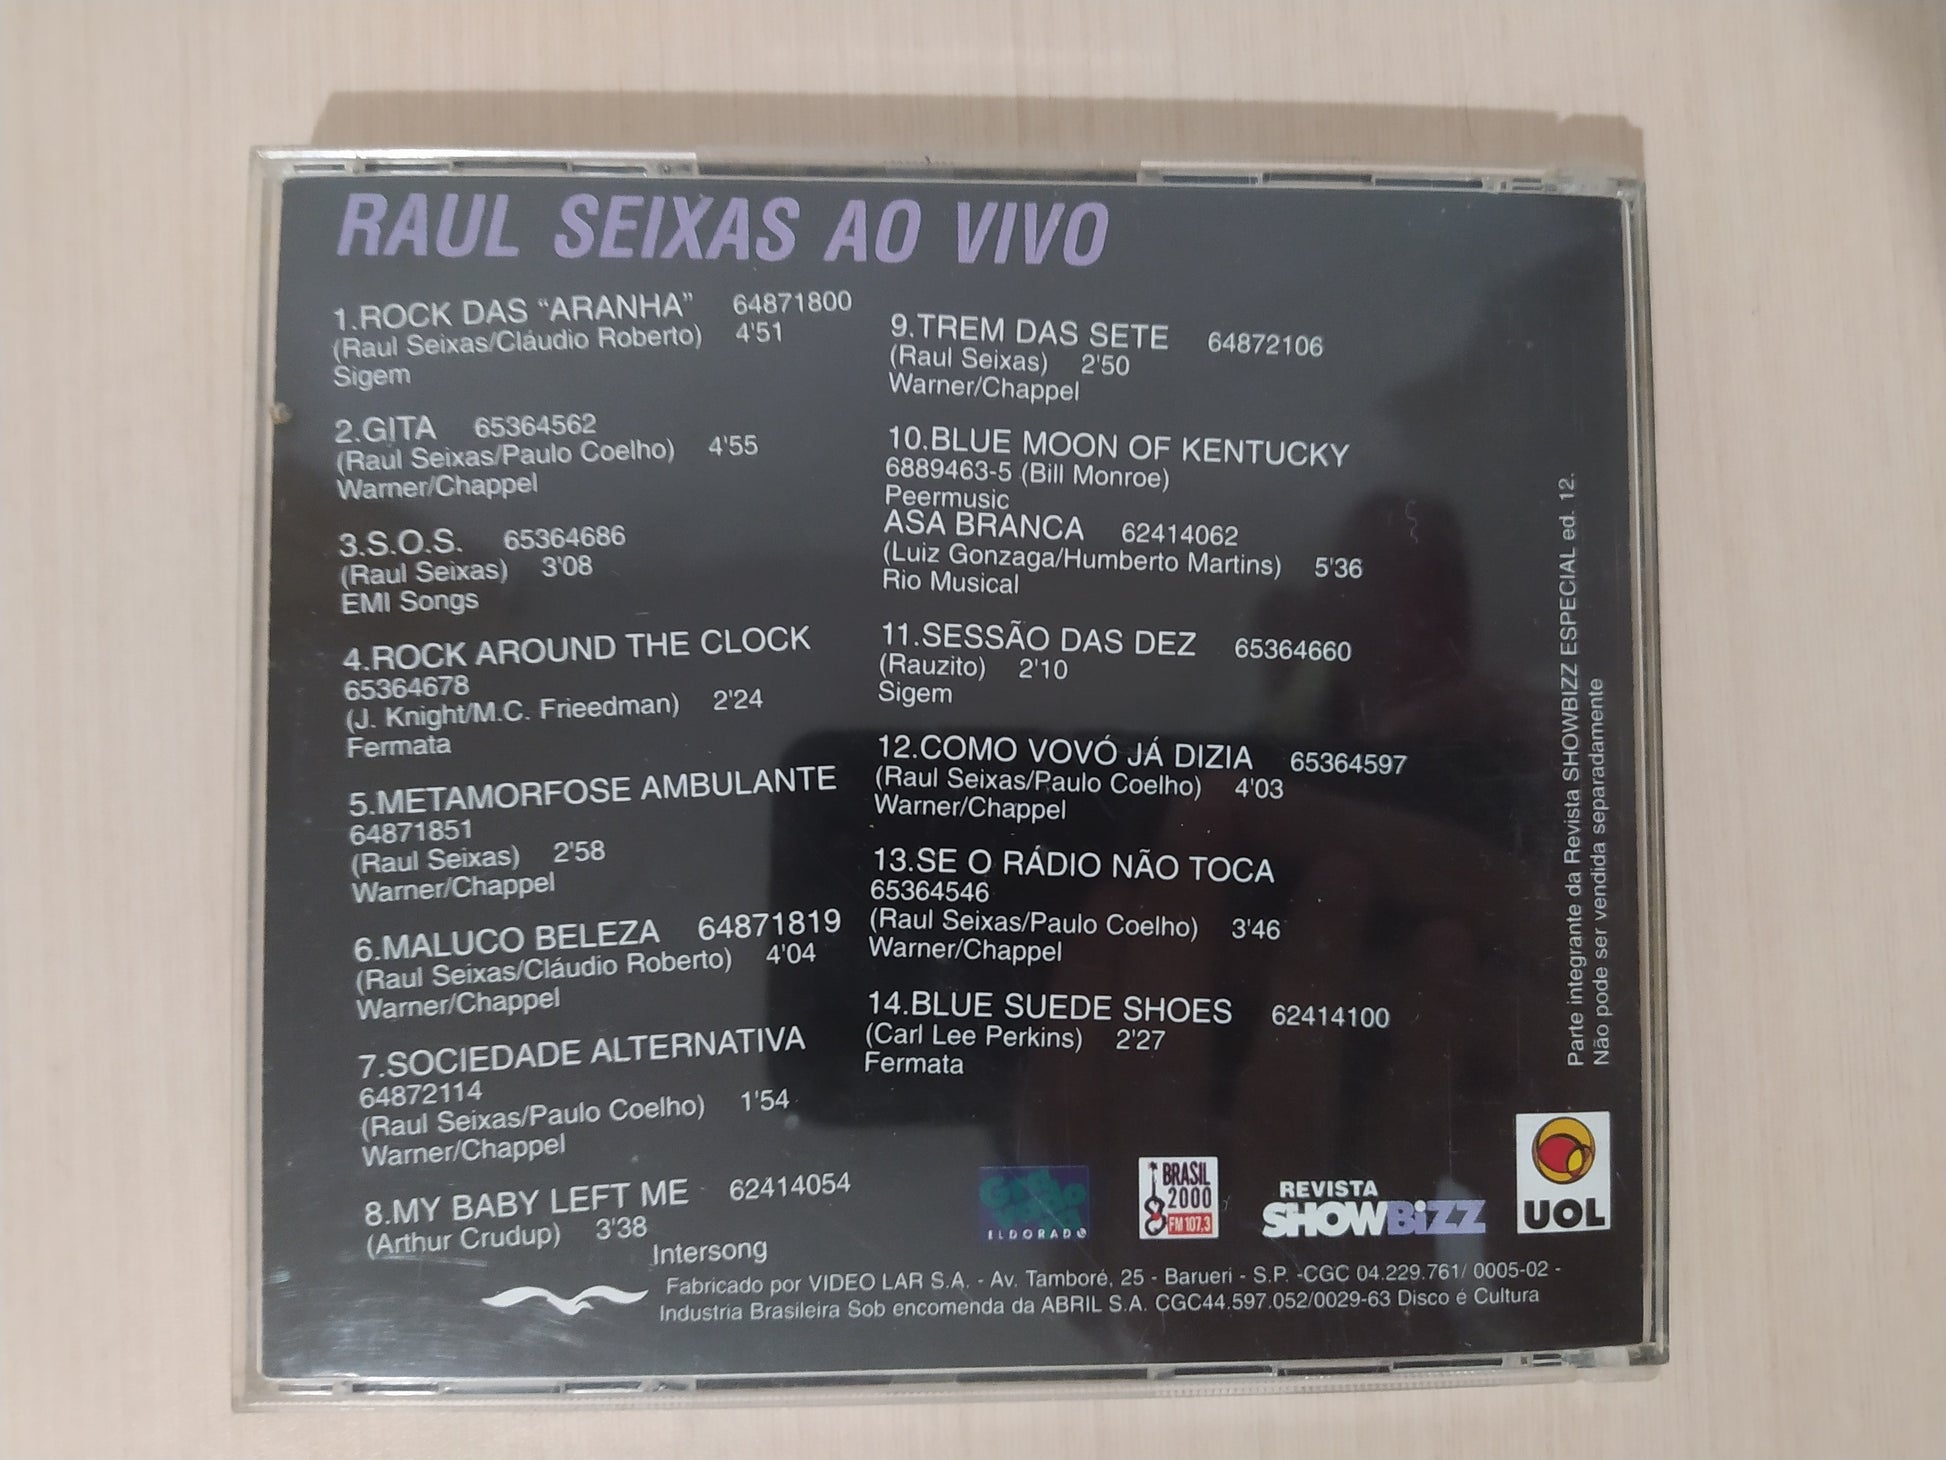 RAUL SEIXAS AO VIVO
1.ROCK DAS “ARANHA” 64871800
(Raul Seixas/Cláudio Roberto) 4'51
Sigem
2.GITA 65364562
(Raul Seixas/Paulo Coelho) 4'55
Warner/Chappel
3.S.O.S. 65364686
(Raul Seixas) 3'08
EMI Songs
4.ROCK AROUND THE CLOCK
65364678
(J. Knight/M.C. Frieedman) 2'24
Fermata
5.METAMORFOSE AMBULANTE
64871851
(Raul Seixas) 2'58
Warner/Chappel
6.MALUCO BELEZA 64871819
(Raul Seixas/Cláudio Roberto) 4'04
Warner/Chappel
7.SOCIEDADE ALTERNATIVA
64872114
(Raul Seixas/Paulo Coelho) 1'54
Warner/Chappel
8.MY BABY LEFT ME 62414054
(Arthur Crudup) 3'38
Intersong
9.TREM DAS SETE 64872106
(Raul Seixas) 2'50
Warner/Chappel
10.BLUE MOON OF KENTUCKY
6889463-5 (Bill Monroe)
Peermusic
ASA BRANCA 62414062
(Luiz Gonzaga/Humberto Martins) 5'36
Rio Musical
11.SESSÃO DAS DEZ 65364660
(Rauzito) 2'10
Sigem
12.COMO VOVÓ JÁ DIZIA 65364597
(Raul Seixas/Paulo Coelho) 4'03
Warner/Chappel
13.SE O RÁDIO NÃO TOCA
65364546
(Raul Seixas/Paulo Coelho) 3'46
Warner/Chappel
14.BLUE SUEDE SHOES 62414100
(Carl Lee Perkins) 2'27
Fermata
Parte integrante da Revista SHOWBIZZ ESPECIAL ed. 12.
Não pode ser vendida separadamente
ELDORADO
BRASIL
2000
FM 107.3
REVISTA
SHOWBiZZ
UOL
Fabricado por VIDEO LAR S.A. - Av. Tamboré, 25 - Barueri - S.P. -CGC 04.229.761/ 0005-02 -
Industria Brasileira Sob encomenda da ABRIL S.A. CGC44.597.052/0029-63 Disco é Cultura